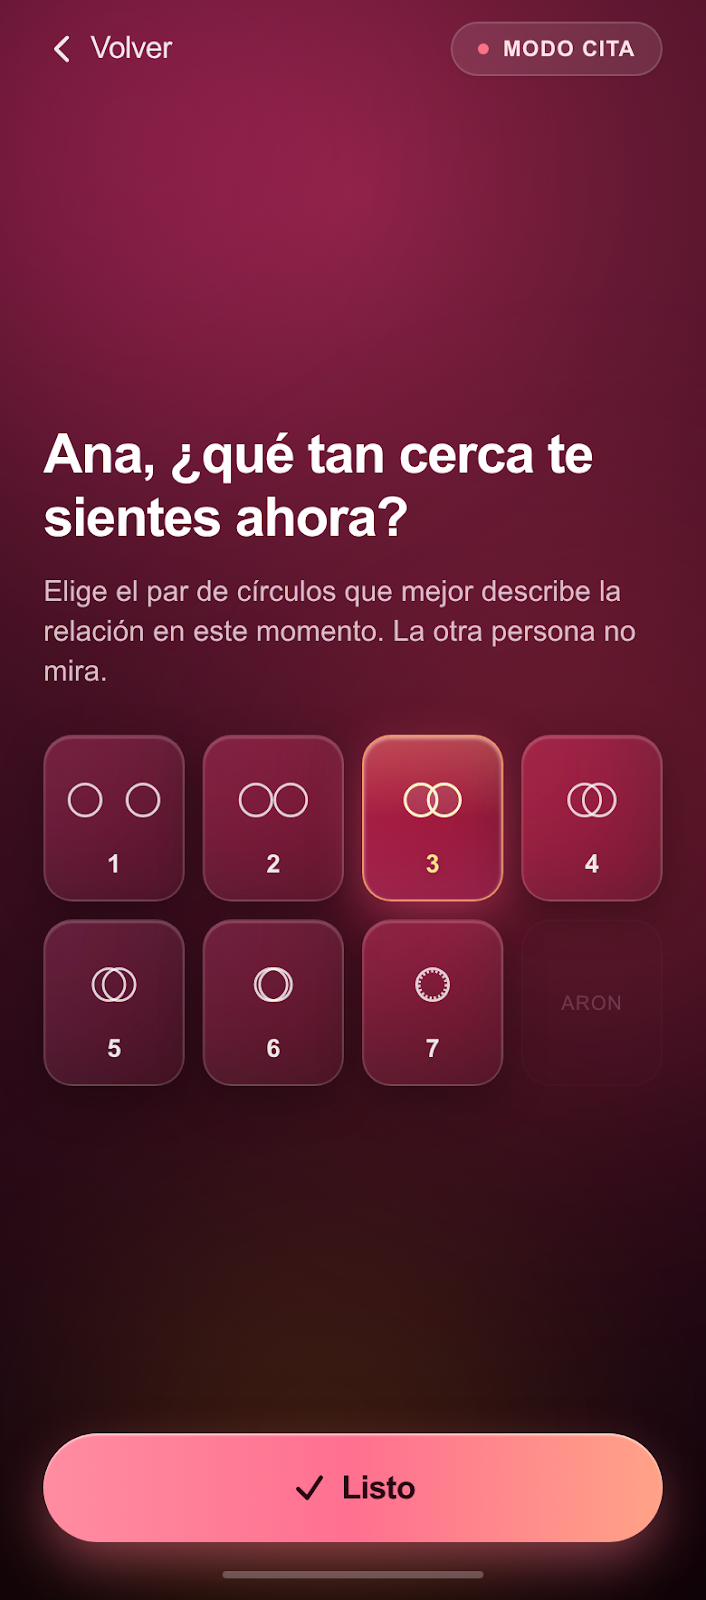 Volver
MODO CITA
Ana, ¿qué tan cerca te
sientes ahora?
Elige el par de círculos que mejor describe la
relación en este momento. La otra persona no
mira.
1
2
3
4
5
6
7
ARON
Listo